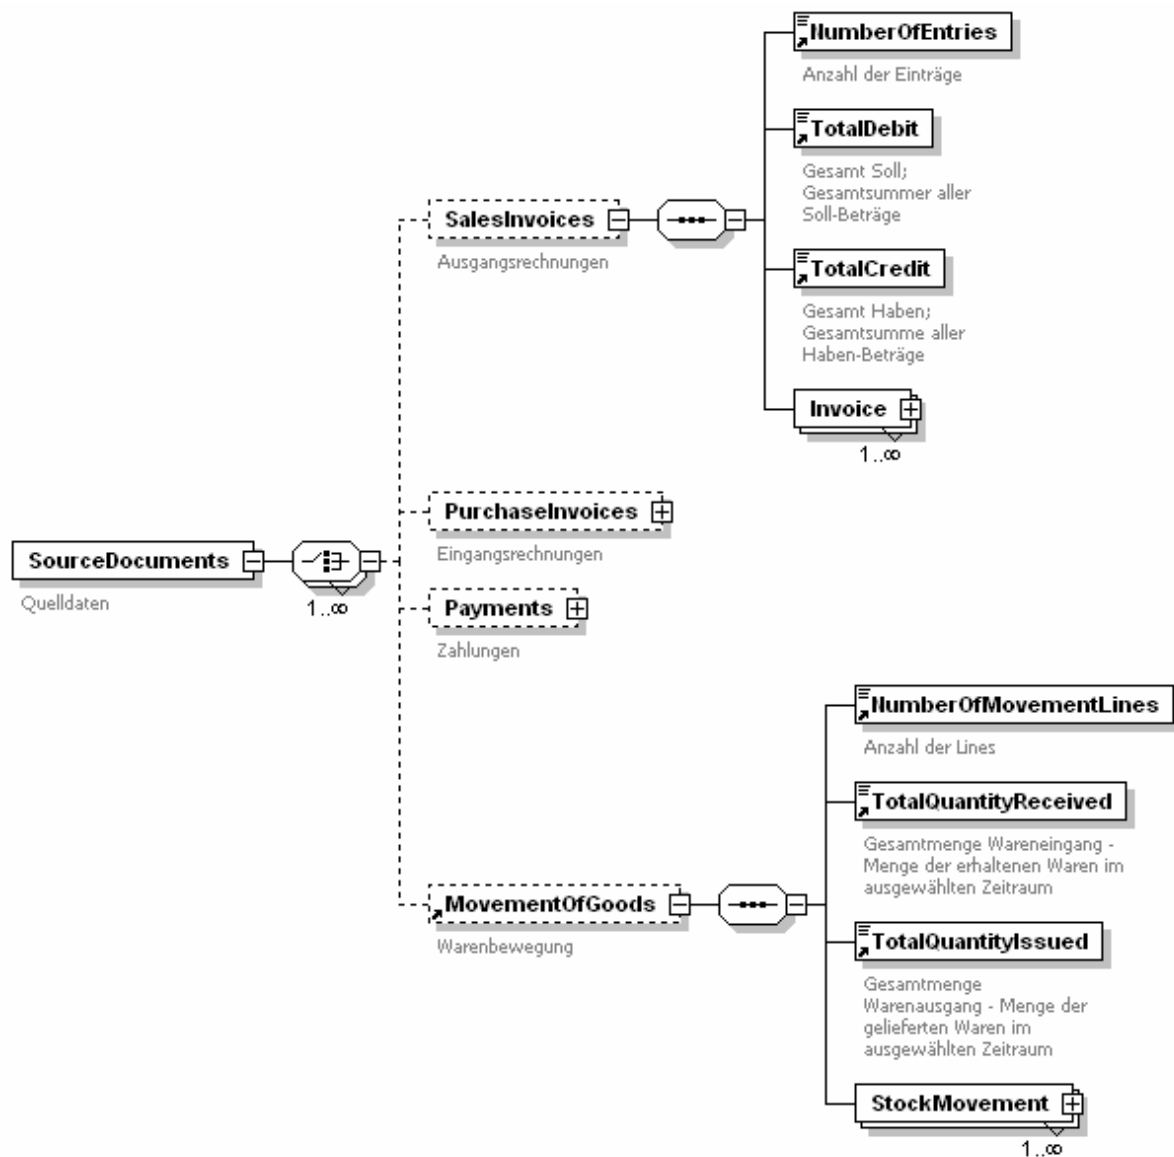 NumberOfEntries
Anzahl der Einträge
TotalDebit
Gesamt Soll;
Gesamtsummer aller
Soll-Beträge
SalesInvoices
Ausgangsrechnungen
TotalCredit
Gesamt Haben;
Gesamtsumme aller
Haben-Beträge
Invoice
1..∞
PurchaseInvoices
Eingangsrechnungen
SourceDocuments
Quelldaten
1..∞
Payments
Zahlungen
NumberOfMovementLines
Anzahl der Lines
TotalQuantityReceived
Gesamtmenge Wareneingang -
Menge der erhaltenen Waren im
ausgewählten Zeitraum
MovementOfGoods
Warenbewegung
TotalQuantityIssued
Gesamtmenge
Warenausgang - Menge der
gelieferten Waren im
ausgewählten Zeitraum
StockMovement
1..∞